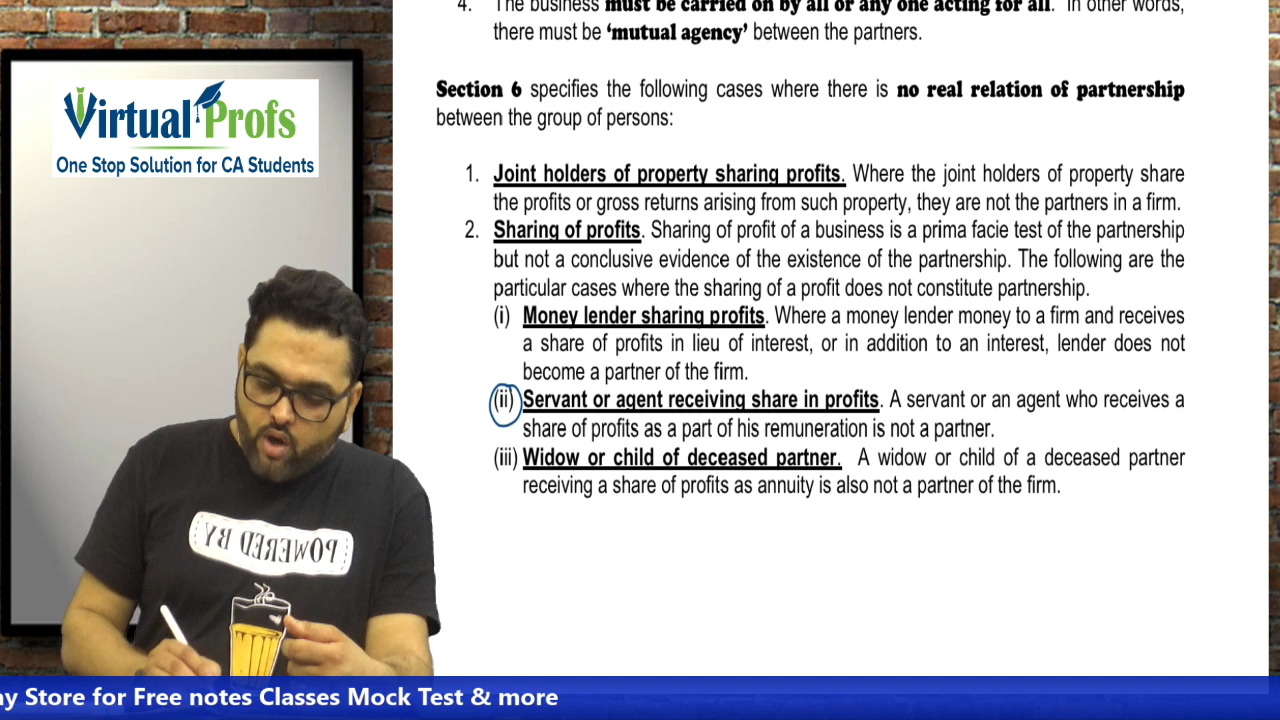 Virtual Profs
One Stop Solution for CA Students
POWERED BY
4. The business must be carried on by all or any one acting for all. In other words,
there must be ‘mutual agency’ between the partners.
Section 6 specifies the following cases where there is no real relation of partnership
between the group of persons:
1. Joint holders of property sharing profits. Where the joint holders of property share
the profits or gross returns arising from such property, they are not the partners in a firm.
2. Sharing of profits. Sharing of profit of a business is a prima facie test of the partnership
but not a conclusive evidence of the existence of the partnership. The following are the
particular cases where the sharing of a profit does not constitute partnership.
(i) Money lender sharing profits. Where a money lender money to a firm and receives
a share of profits in lieu of interest, or in addition to an interest, lender does not
become a partner of the firm.
(ii) Servant or agent receiving share in profits. A servant or an agent who receives a
share of profits as a part of his remuneration is not a partner.
(iii) Widow or child of deceased partner. A widow or child of a deceased partner
receiving a share of profits as annuity is also not a partner of the firm.
ay Store for Free notes Classes Mock Test & more